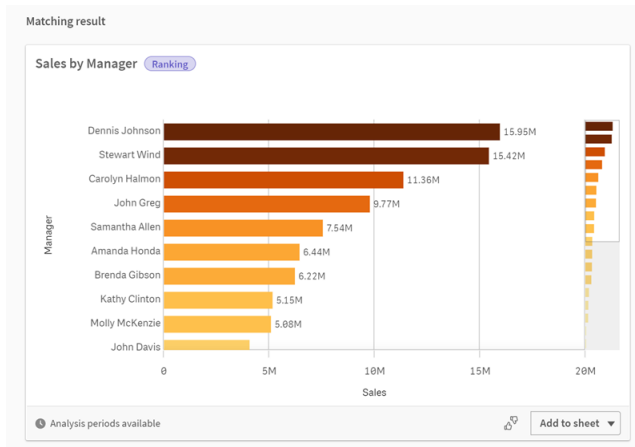 Matching result
Sales by Manager Ranking
Dennis Johnson 15.95M
Stewart Wind 15.42M
Carolyn Halmon 11.36M
John Greg 9.77M
Samantha Allen 7.54M
Amanda Honda 6.44M
Brenda Gibson 6.22M
Kathy Clinton 5.15M
Molly McKenzie 5.08M
John Davis
Manager
0 5M 10M 15M 20M
Sales
Analysis periods available
Add to sheet